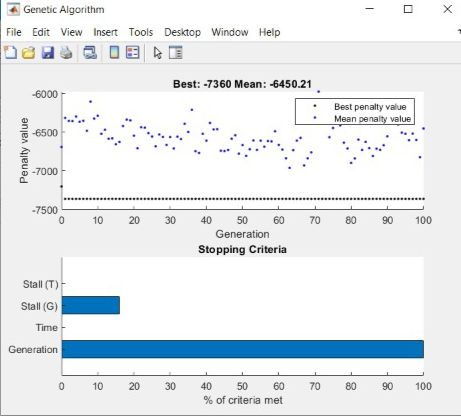 Genetic Algorithm
File Edit View Insert Tools Desktop Window Help
Best: -7360 Mean: -6450.21
-6000
-6500
-7000
-7500
Penalty value
Best penalty value
Mean penalty value
0 10 20 30 40 50 60 70 80 90 100
Generation
Stopping Criteria
Stall (T)
Stall (G)
Time
Generation
0 10 20 30 40 50 60 70 80 90 100
% of criteria met